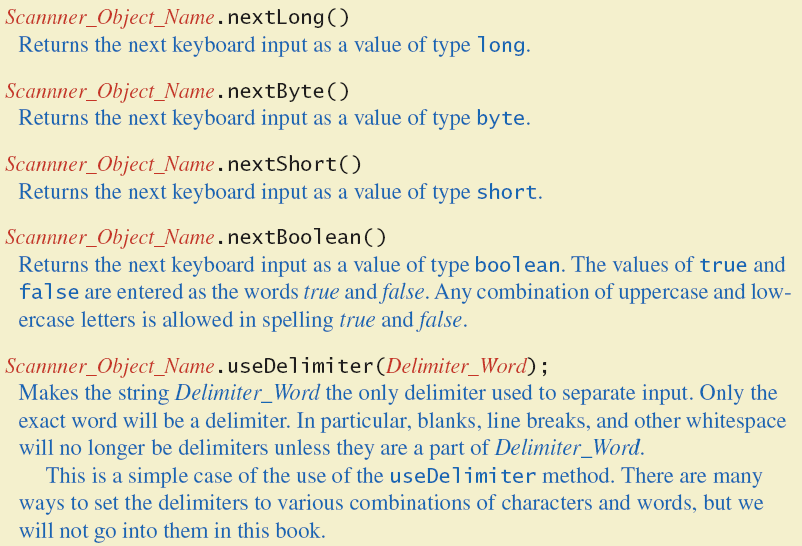 Scannner_Object_Name.nextLong()
Returns the next keyboard input as a value of type long.
Scannner_Object_Name.nextByte()
Returns the next keyboard input as a value of type byte.
Scannner_Object_Name.nextShort()
Returns the next keyboard input as a value of type short.
Scannner_Object_Name.nextBoolean()
Returns the next keyboard input as a value of type boolean. The values of true and
false are entered as the words true and false. Any combination of uppercase and low-
ercase letters is allowed in spelling true and false.
Scannner_Object_Name.useDelimiter(Delimiter_Word);
Makes the string Delimiter_Word the only delimiter used to separate input. Only the
exact word will be a delimiter. In particular, blanks, line breaks, and other whitespace
will no longer be delimiters unless they are a part of Delimiter_Word.
This is a simple case of the use of the useDelimiter method. There are many
ways to set the delimiters to various combinations of characters and words, but we
will not go into them in this book.